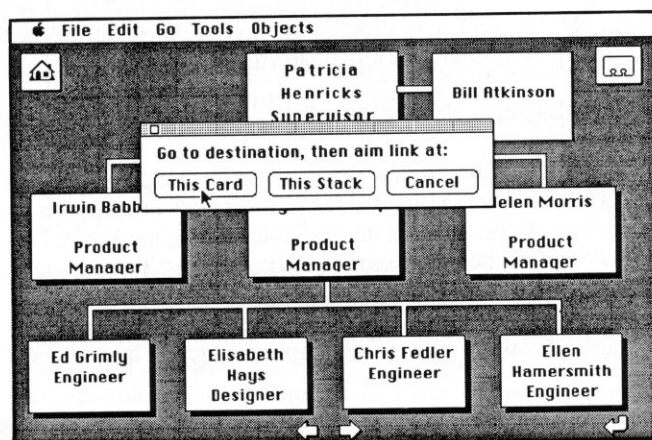 File Edit Go Tools Objects
Patricia
Henricks
Supervisor
Bill Atkinson
Go to destination, then aim link at:
This Card This Stack Cancel
Irwin Babb
Product
Manager
Product
Manager
Helen Morris
Product
Manager
Ed Grimly
Engineer
Elisabeth
Hays
Designer
Chris Fedler
Engineer
Ellen
Hamersmith
Engineer